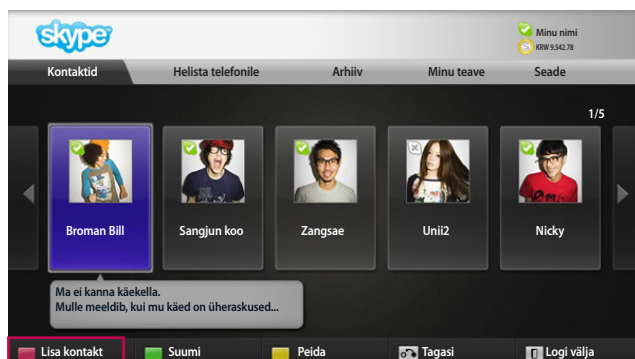 skype
Minu nimi
KRW 9.542.78
Kontaktid Helista telefonile Arhiiv Minu teave Seade
1/5
Broman Bill Sangjun koo Zangsae Unii2 Nicky
Ma ei kanna käekella.
Mulle meeldib, kui mu käed on üheraskused...
Lisa kontakt Suumi Peida Tagasi Logi välja